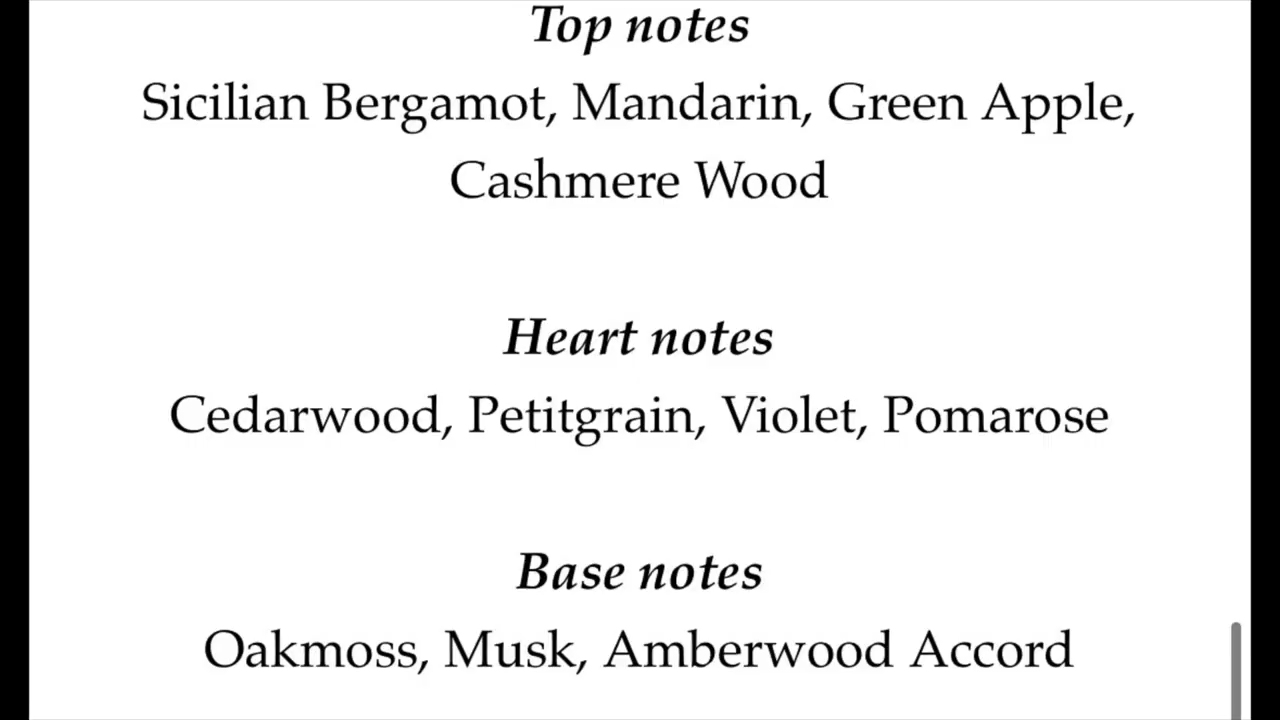 Top notes
Sicilian Bergamot, Mandarin, Green Apple,
Cashmere Wood
Heart notes
Cedarwood, Petitgrain, Violet, Pomarose
Base notes
Oakmoss, Musk, Amberwood Accord